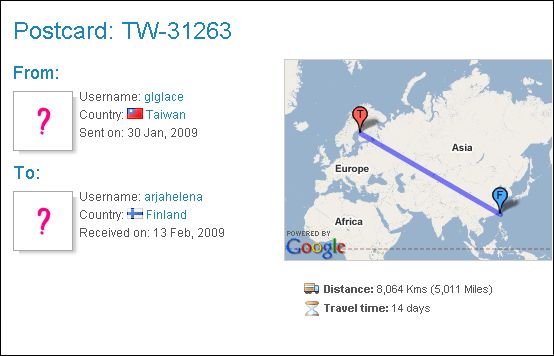 Postcard: TW-31263
From:
?
Username: glglace
Country: Taiwan
Sent on: 30 Jan, 2009
To:
?
Username: arjahelena
Country: Finland
Received on: 13 Feb, 2009
T
Asia
Europe
F
Africa
POWERED BY
Google
Distance: 8,064 Kms (5,011 Miles)
Travel time: 14 days